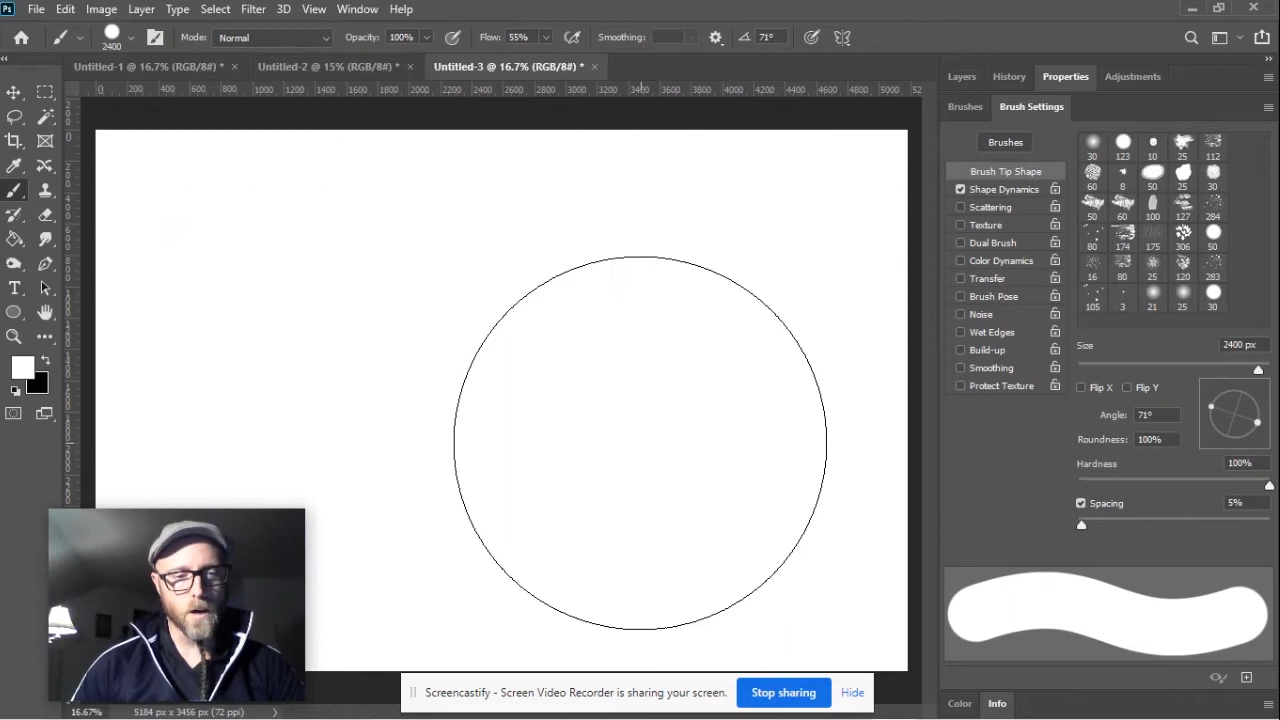 Ps File Edit Image Layer Type Select Filter 3D View Window Help
2400 Mode: Normal Opacity: 100% Flow: 55% Smoothing: 71°
Untitled-1 @ 16.7% (RGB/8#) * × Untitled-2 @ 15% (RGB/8#) * × Untitled-3 @ 16.7% (RGB/8#) * ×
0 200 400 600 800 1000 1200 1400 1600 1800 2000 2200 2400 2600 2800 3000 3200 3400 3600 3800 4000 4200 4400 4600 4800 5000 52
Layers History Properties Adjustments
Brushes Brush Settings
Brushes
Brush Tip Shape
Shape Dynamics
Scattering
Texture
Dual Brush
Color Dynamics
Transfer
Brush Pose
Noise
Wet Edges
Build-up
Smoothing
Protect Texture
30 123 10 25 112
60 8 50 25 30
50 60 100 127 284
80 174 175 306 50
16 80 25 120 283
105 3 21 25 30
Size 2400 px
Flip X Flip Y
Angle: 71°
Roundness: 100%
Hardness 100%
Spacing 5%
Screencastify - Screen Video Recorder is sharing your screen. Stop sharing Hide
Color Info
16.67% 5184 px x 3456 px (72 ppi)